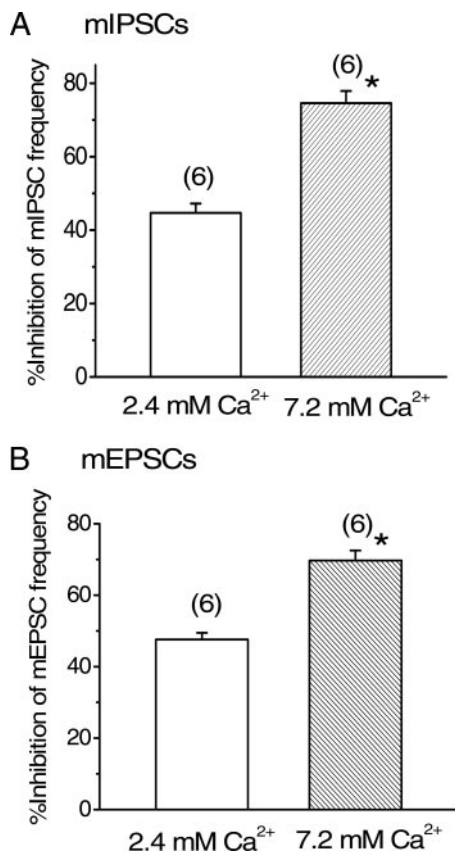 A mIPSCs
%Inhibition of mIPSC frequency
80
60
40
20
0
(6)
(6)*
2.4 mM Ca²⁺ 7.2 mM Ca²⁺
B mEPSCs
%Inhibition of mEPSC frequency
80
60
40
20
0
(6)
(6)*
2.4 mM Ca²⁺ 7.2 mM Ca²⁺